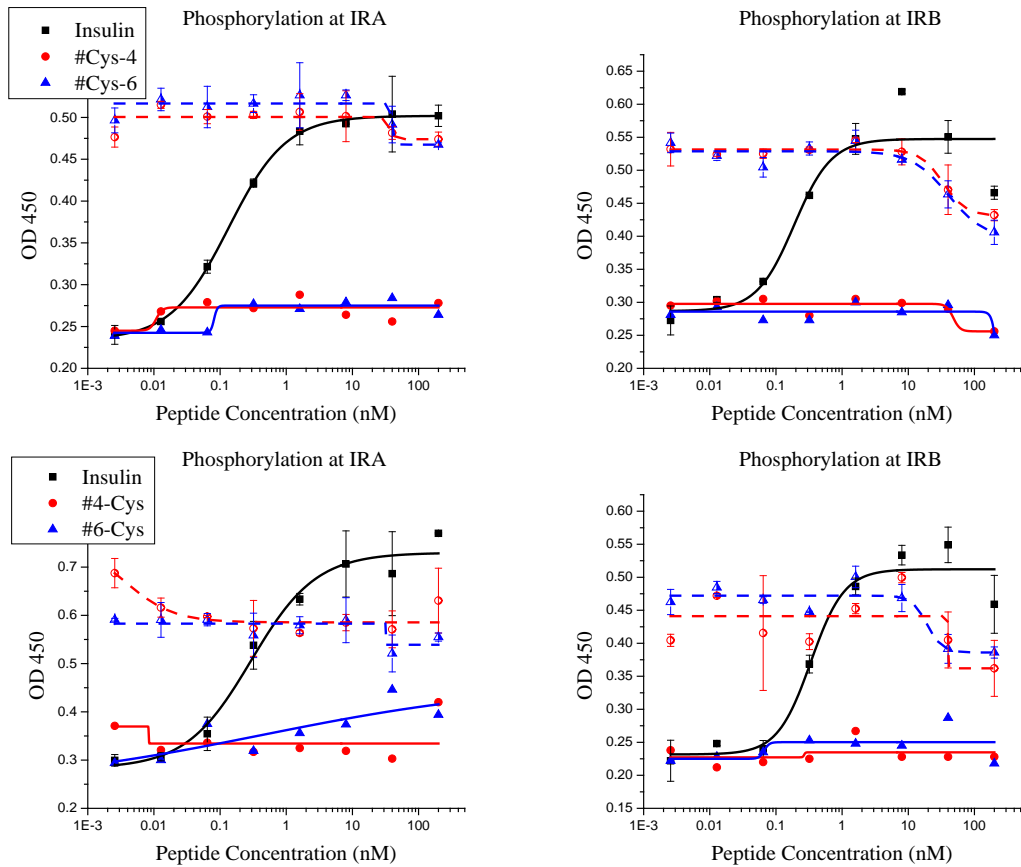 Phosphorylation at IRA
Insulin
#Cys-4
#Cys-6
0.50
0.45
0.40
0.35
0.30
0.25
0.20
OD 450
1E-3 0.01 0.1 1 10 100
Peptide Concentration (nM)
Phosphorylation at IRB
0.65
0.60
0.55
0.50
0.45
0.40
0.35
0.30
0.25
0.20
OD 450
1E-3 0.01 0.1 1 10 100
Peptide Concentration (nM)
Phosphorylation at IRA
Insulin
#4-Cys
#6-Cys
0.7
0.6
0.5
0.4
0.3
0.2
OD 450
1E-3 0.01 0.1 1 10 100
Peptide Concentration (nM)
Phosphorylation at IRB
0.60
0.55
0.50
0.45
0.40
0.35
0.30
0.25
0.20
0.15
OD 450
1E-3 0.01 0.1 1 10 100
Peptide Concentration (nM)